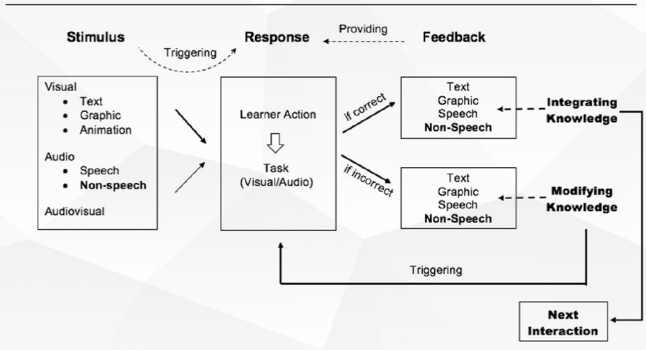 Stimulus
Triggering
Response
Providing
Feedback
Visual
• Text
• Graphic
• Animation
Audio
• Speech
• Non-speech
Audiovisual
Learner Action
Task
(Visual/Audio)
if correct
if incorrect
Text
Graphic
Speech
Non-Speech
Integrating
Knowledge
Text
Graphic
Speech
Non-Speech
Modifying
Knowledge
Triggering
Next
Interaction